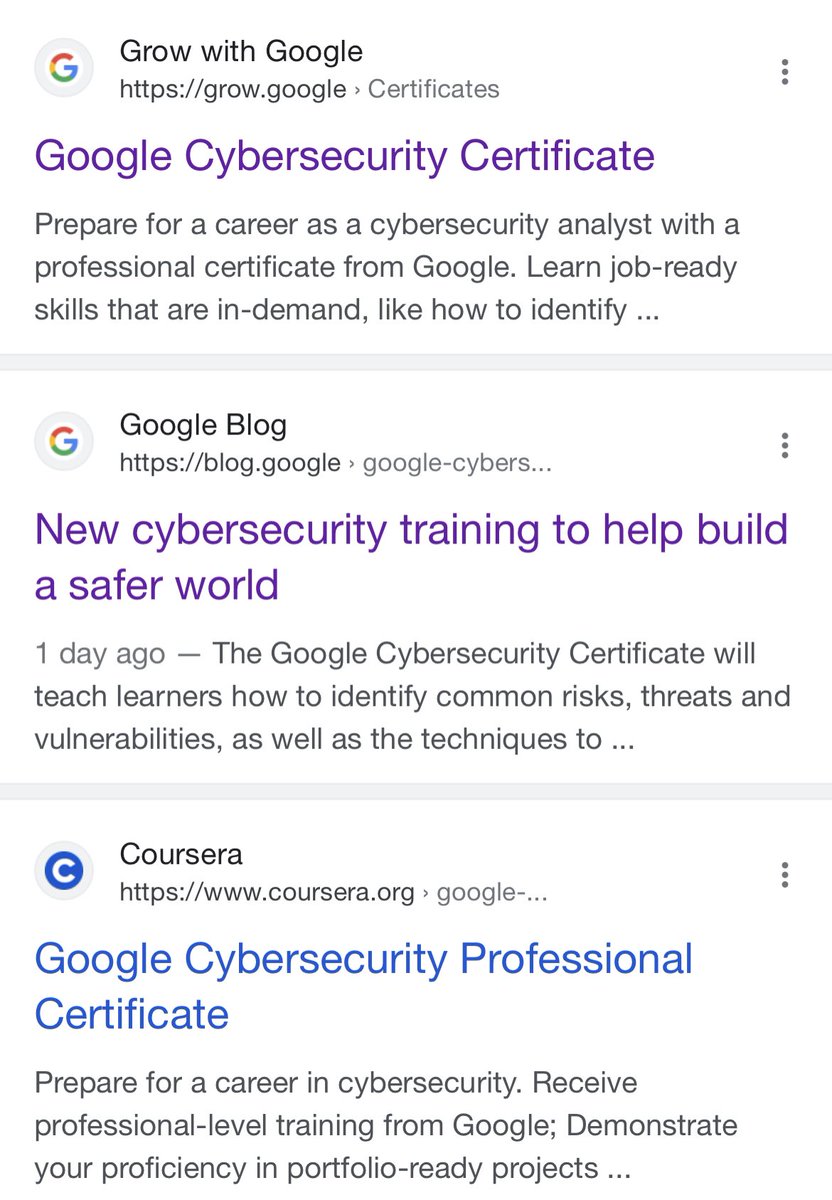 Grow with Google
https://grow.google › Certificates
Google Cybersecurity Certificate
Prepare for a career as a cybersecurity analyst with a
professional certificate from Google. Learn job-ready
skills that are in-demand, like how to identify ...
Google Blog
https://blog.google › google-cybers...
New cybersecurity training to help build
a safer world
1 day ago — The Google Cybersecurity Certificate will
teach learners how to identify common risks, threats and
vulnerabilities, as well as the techniques to ...
Coursera
https://www.coursera.org › google-...
Google Cybersecurity Professional
Certificate
Prepare for a career in cybersecurity. Receive
professional-level training from Google; Demonstrate
your proficiency in portfolio-ready projects ...